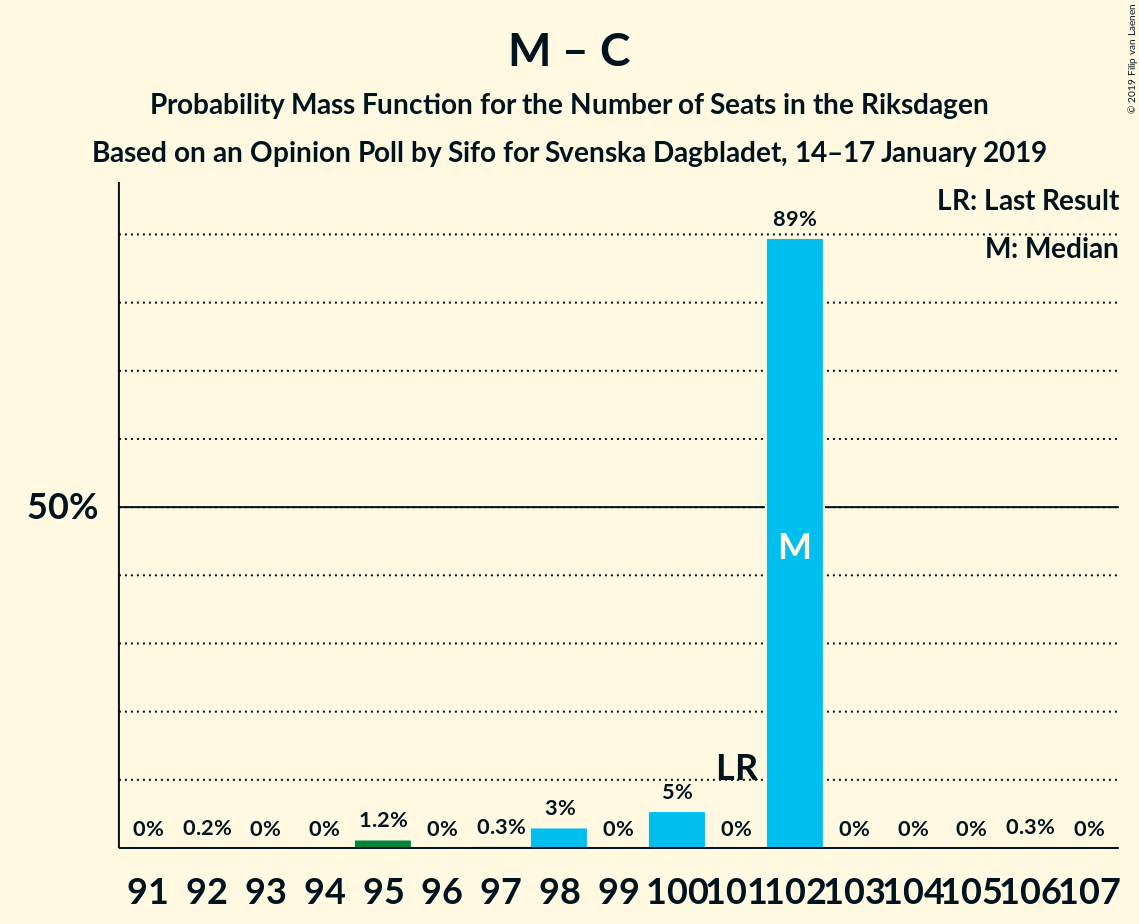 M – C
Probability Mass Function for the Number of Seats in the Riksdagen
Based on an Opinion Poll by Sifo for Svenska Dagbladet, 14–17 January 2019
© 2019 Filip van Laenen
LR: Last Result
M: Median
50%
0% 0.2% 0% 0% 1.2% 0% 0.3% 3% 0% 5% 0% 89% 0% 0% 0% 0.3% 0%
LR
M
91 92 93 94 95 96 97 98 99 100 101 102 103 104 105 106 107